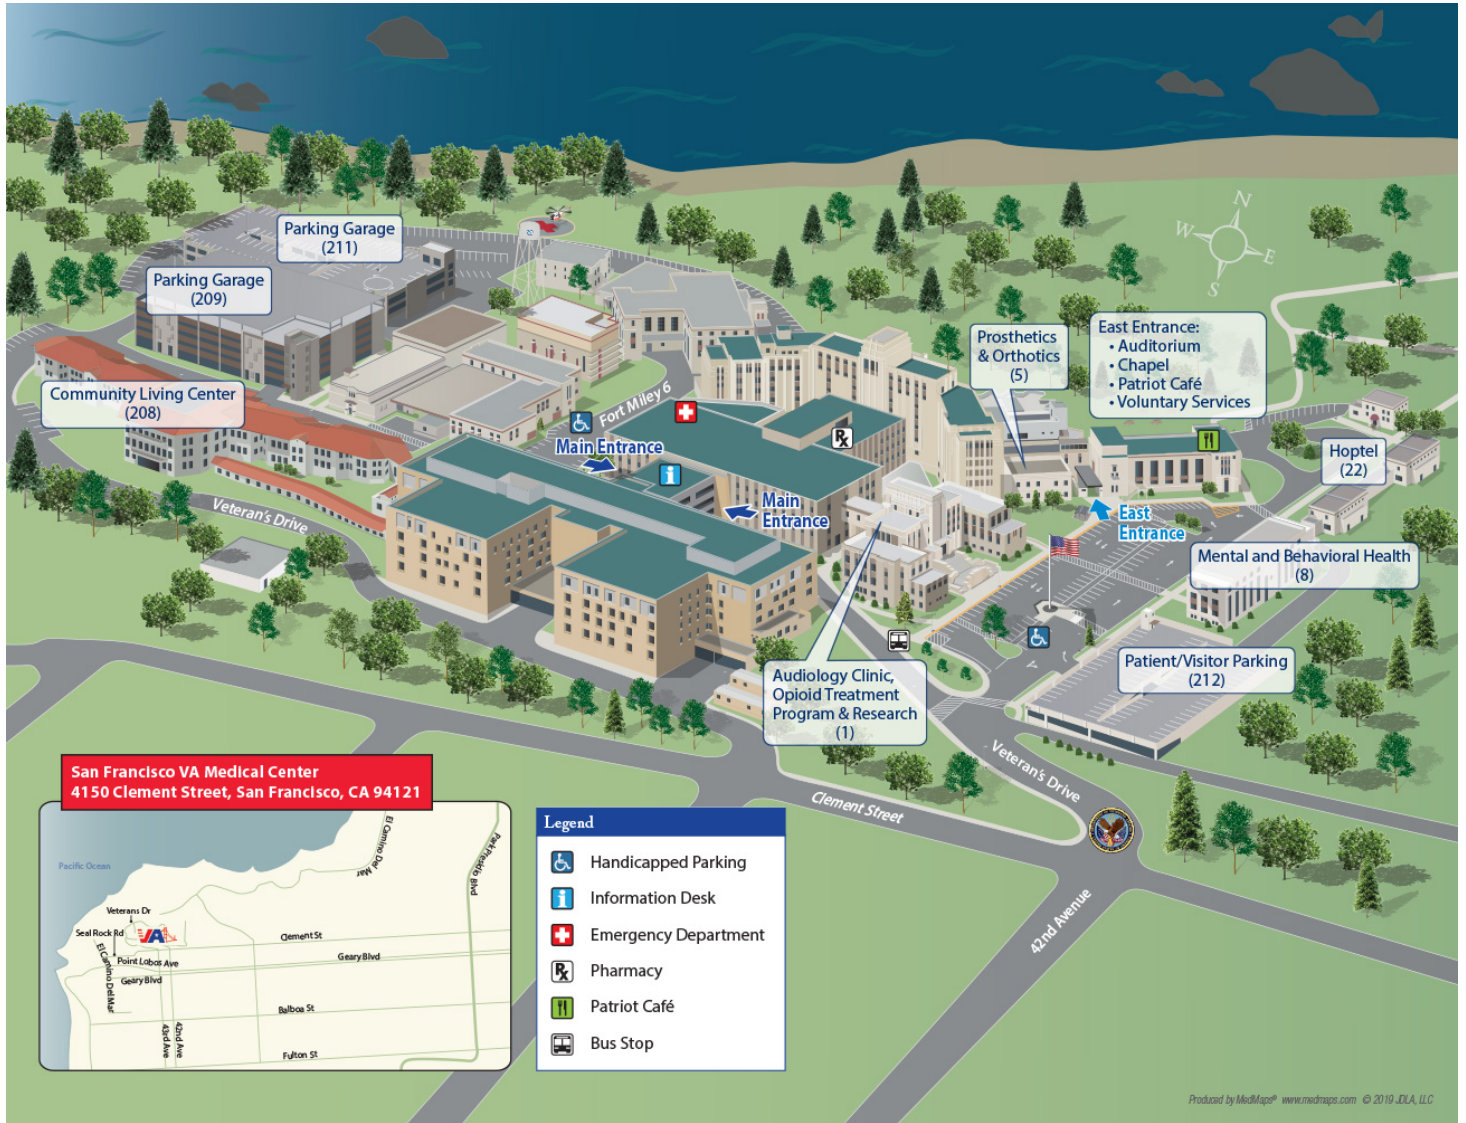 Parking Garage
(211)
Parking Garage
(209)
Community Living Center
(208)
Fort Miley 6
Main Entrance
Main
Entrance
Prosthetics
& Orthotics
(5)
East Entrance:
• Auditorium
• Chapel
• Patriot Café
• Voluntary Services
N
W
E
S
Hoptel
(22)
East
Entrance
Mental and Behavioral Health
(8)
Patient/Visitor Parking
(212)
Audiology Clinic,
Opioid Treatment
Program & Research
(1)
Veteran's Drive
Veteran's Drive
Clement Street
42nd Avenue
San Francisco VA Medical Center
4150 Clement Street, San Francisco, CA 94121
Pacific Ocean
El Camino Del Mar
Park Presidio Blvd
Veterans Dr
Seal Rock Rd
VA
Clement St
El Camino Del Mar
Point Lobos Ave
Geary Blvd
Geary Blvd
Balboa St
43rd Ave
42nd Ave
Fulton St
Legend
Handicapped Parking
i Information Desk
Emergency Department
Rx Pharmacy
Patriot Café
Bus Stop
Rx
i
Produced by MedMaps® www.medmaps.com © 2019 JDLA, LLC